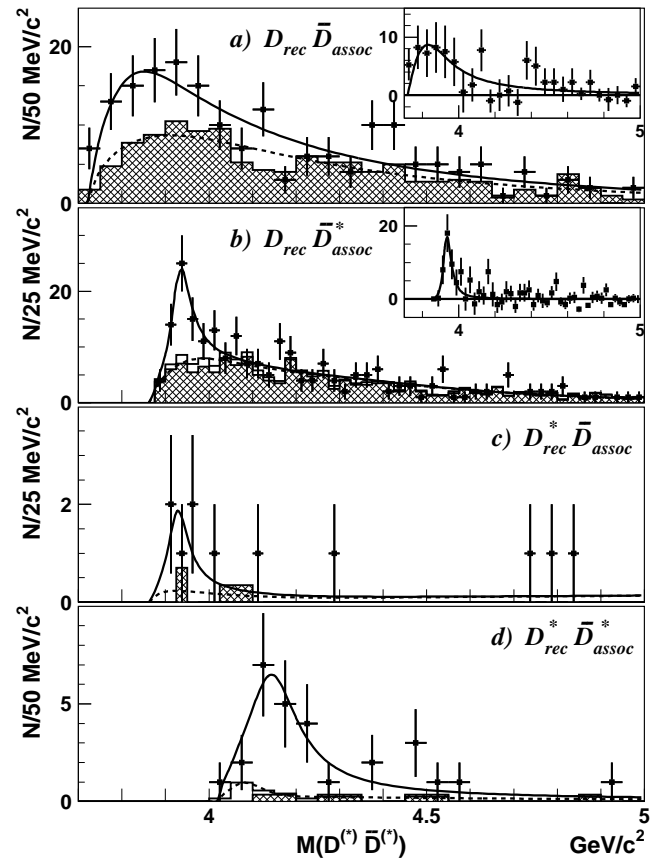 N/50 MeV/c²
20
10
0
a) D_rec D̄_assoc
10
5
0
4
5
N/25 MeV/c²
20
0
b) D_rec D̄*_assoc
20
0
4
5
N/25 MeV/c²
2
0
c) D*_rec D̄_assoc
N/50 MeV/c²
5
0
d) D*_rec D̄*_assoc
4
4.5
5
M(D^(*) D̄^(*))
GeV/c²